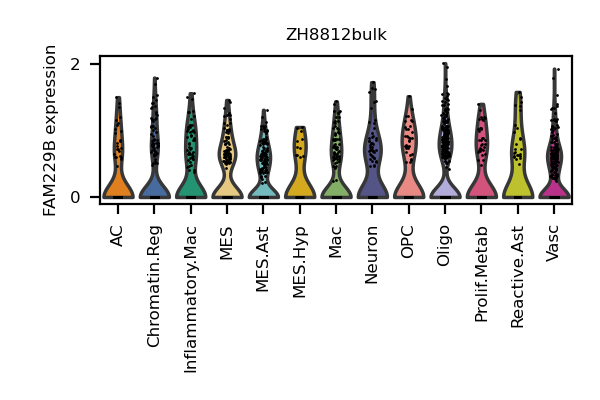 ZH8812bulk
FAM229B expression
2
0
AC
Chromatin.Reg
Inflammatory.Mac
MES
MES.Ast
MES.Hyp
Mac
Neuron
OPC
Oligo
Prolif.Metab
Reactive.Ast
Vasc